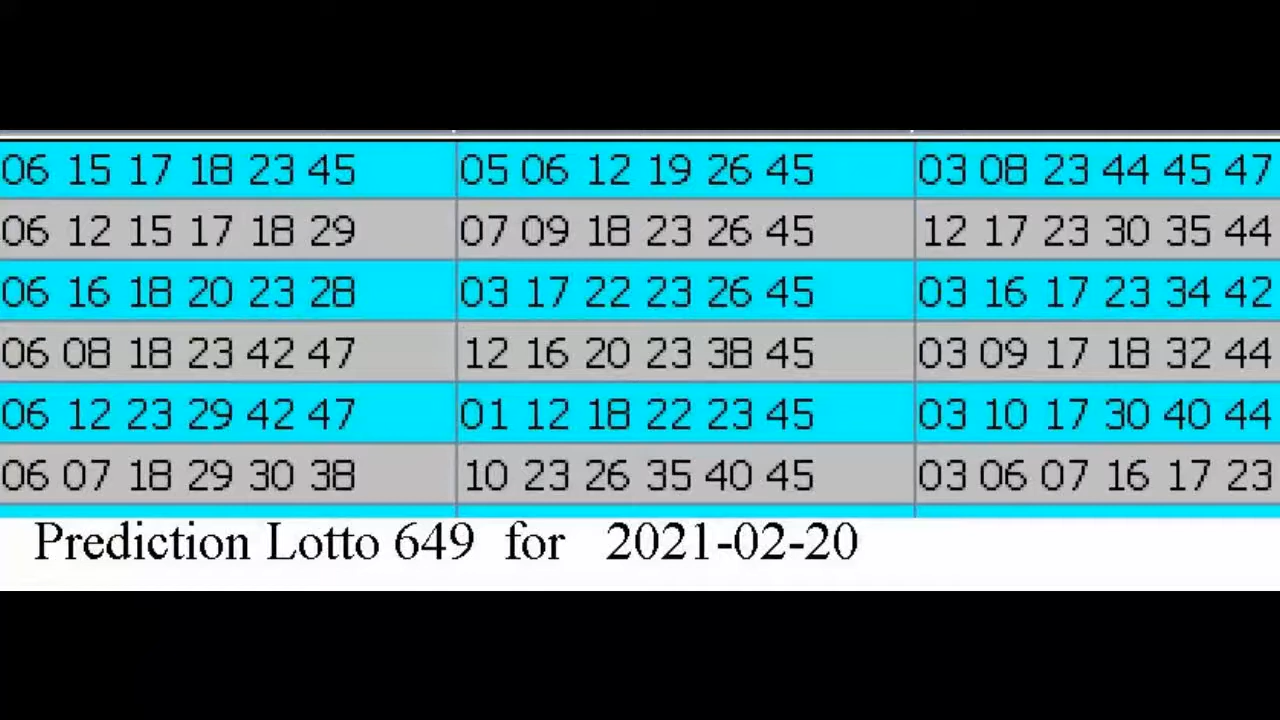 06 15 17 18 23 45 05 06 12 19 26 45 03 08 23 44 45 47
06 12 15 17 18 29 07 09 18 23 26 45 12 17 23 30 35 44
06 16 18 20 23 28 03 17 22 23 26 45 03 16 17 23 34 42
06 08 18 23 42 47 12 16 20 23 38 45 03 09 17 18 32 44
06 12 23 29 42 47 01 12 18 22 23 45 03 10 17 30 40 44
06 07 18 29 30 38 10 23 26 35 40 45 03 06 07 16 17 23
Prediction Lotto 649 for 2021-02-20